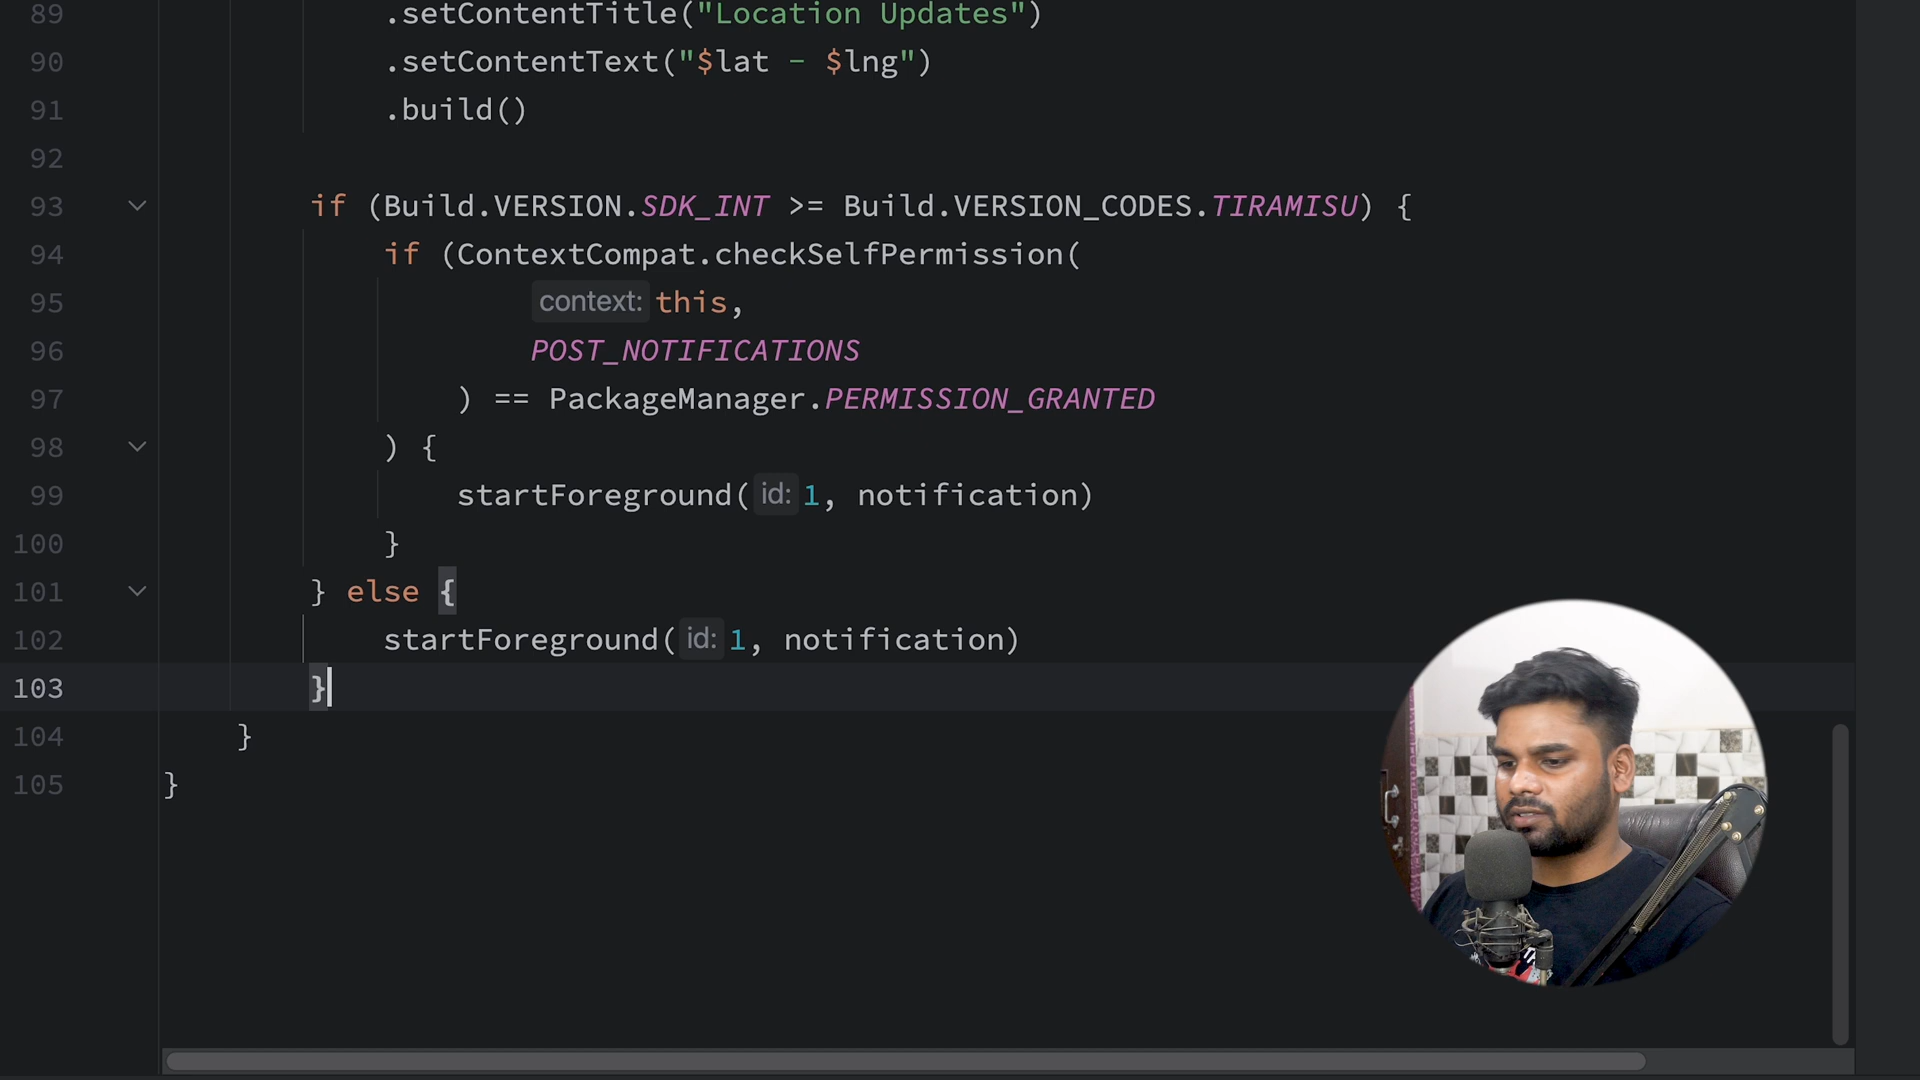 89 .setContentTitle("Location Updates")
90 .setContentText("$lat - $lng")
91 .build()
92
93 if (Build.VERSION.SDK_INT >= Build.VERSION_CODES.TIRAMISU) {
94 if (ContextCompat.checkSelfPermission(
95 context: this,
96 POST_NOTIFICATIONS
97 ) == PackageManager.PERMISSION_GRANTED
98 ) {
99 startForeground( id: 1, notification)
100 }
101 } else {
102 startForeground( id: 1, notification)
103 }
104 }
105 }